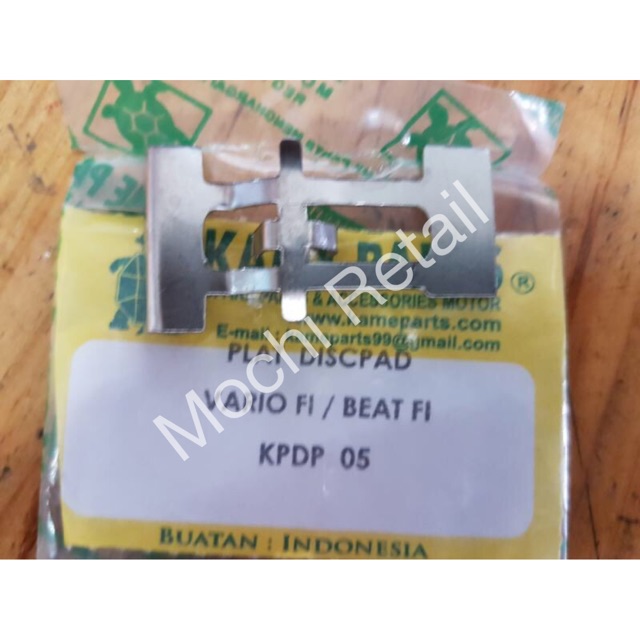 KAME PARTS ®
& ACCESSORIES MOTOR
www.kameparts.com
E-mail : kameparts99@gmail.com
PLAT DISCPAD
VARIO FI / BEAT FI
KPDP 05
BUATAN : INDONESIA
Mochi Retail